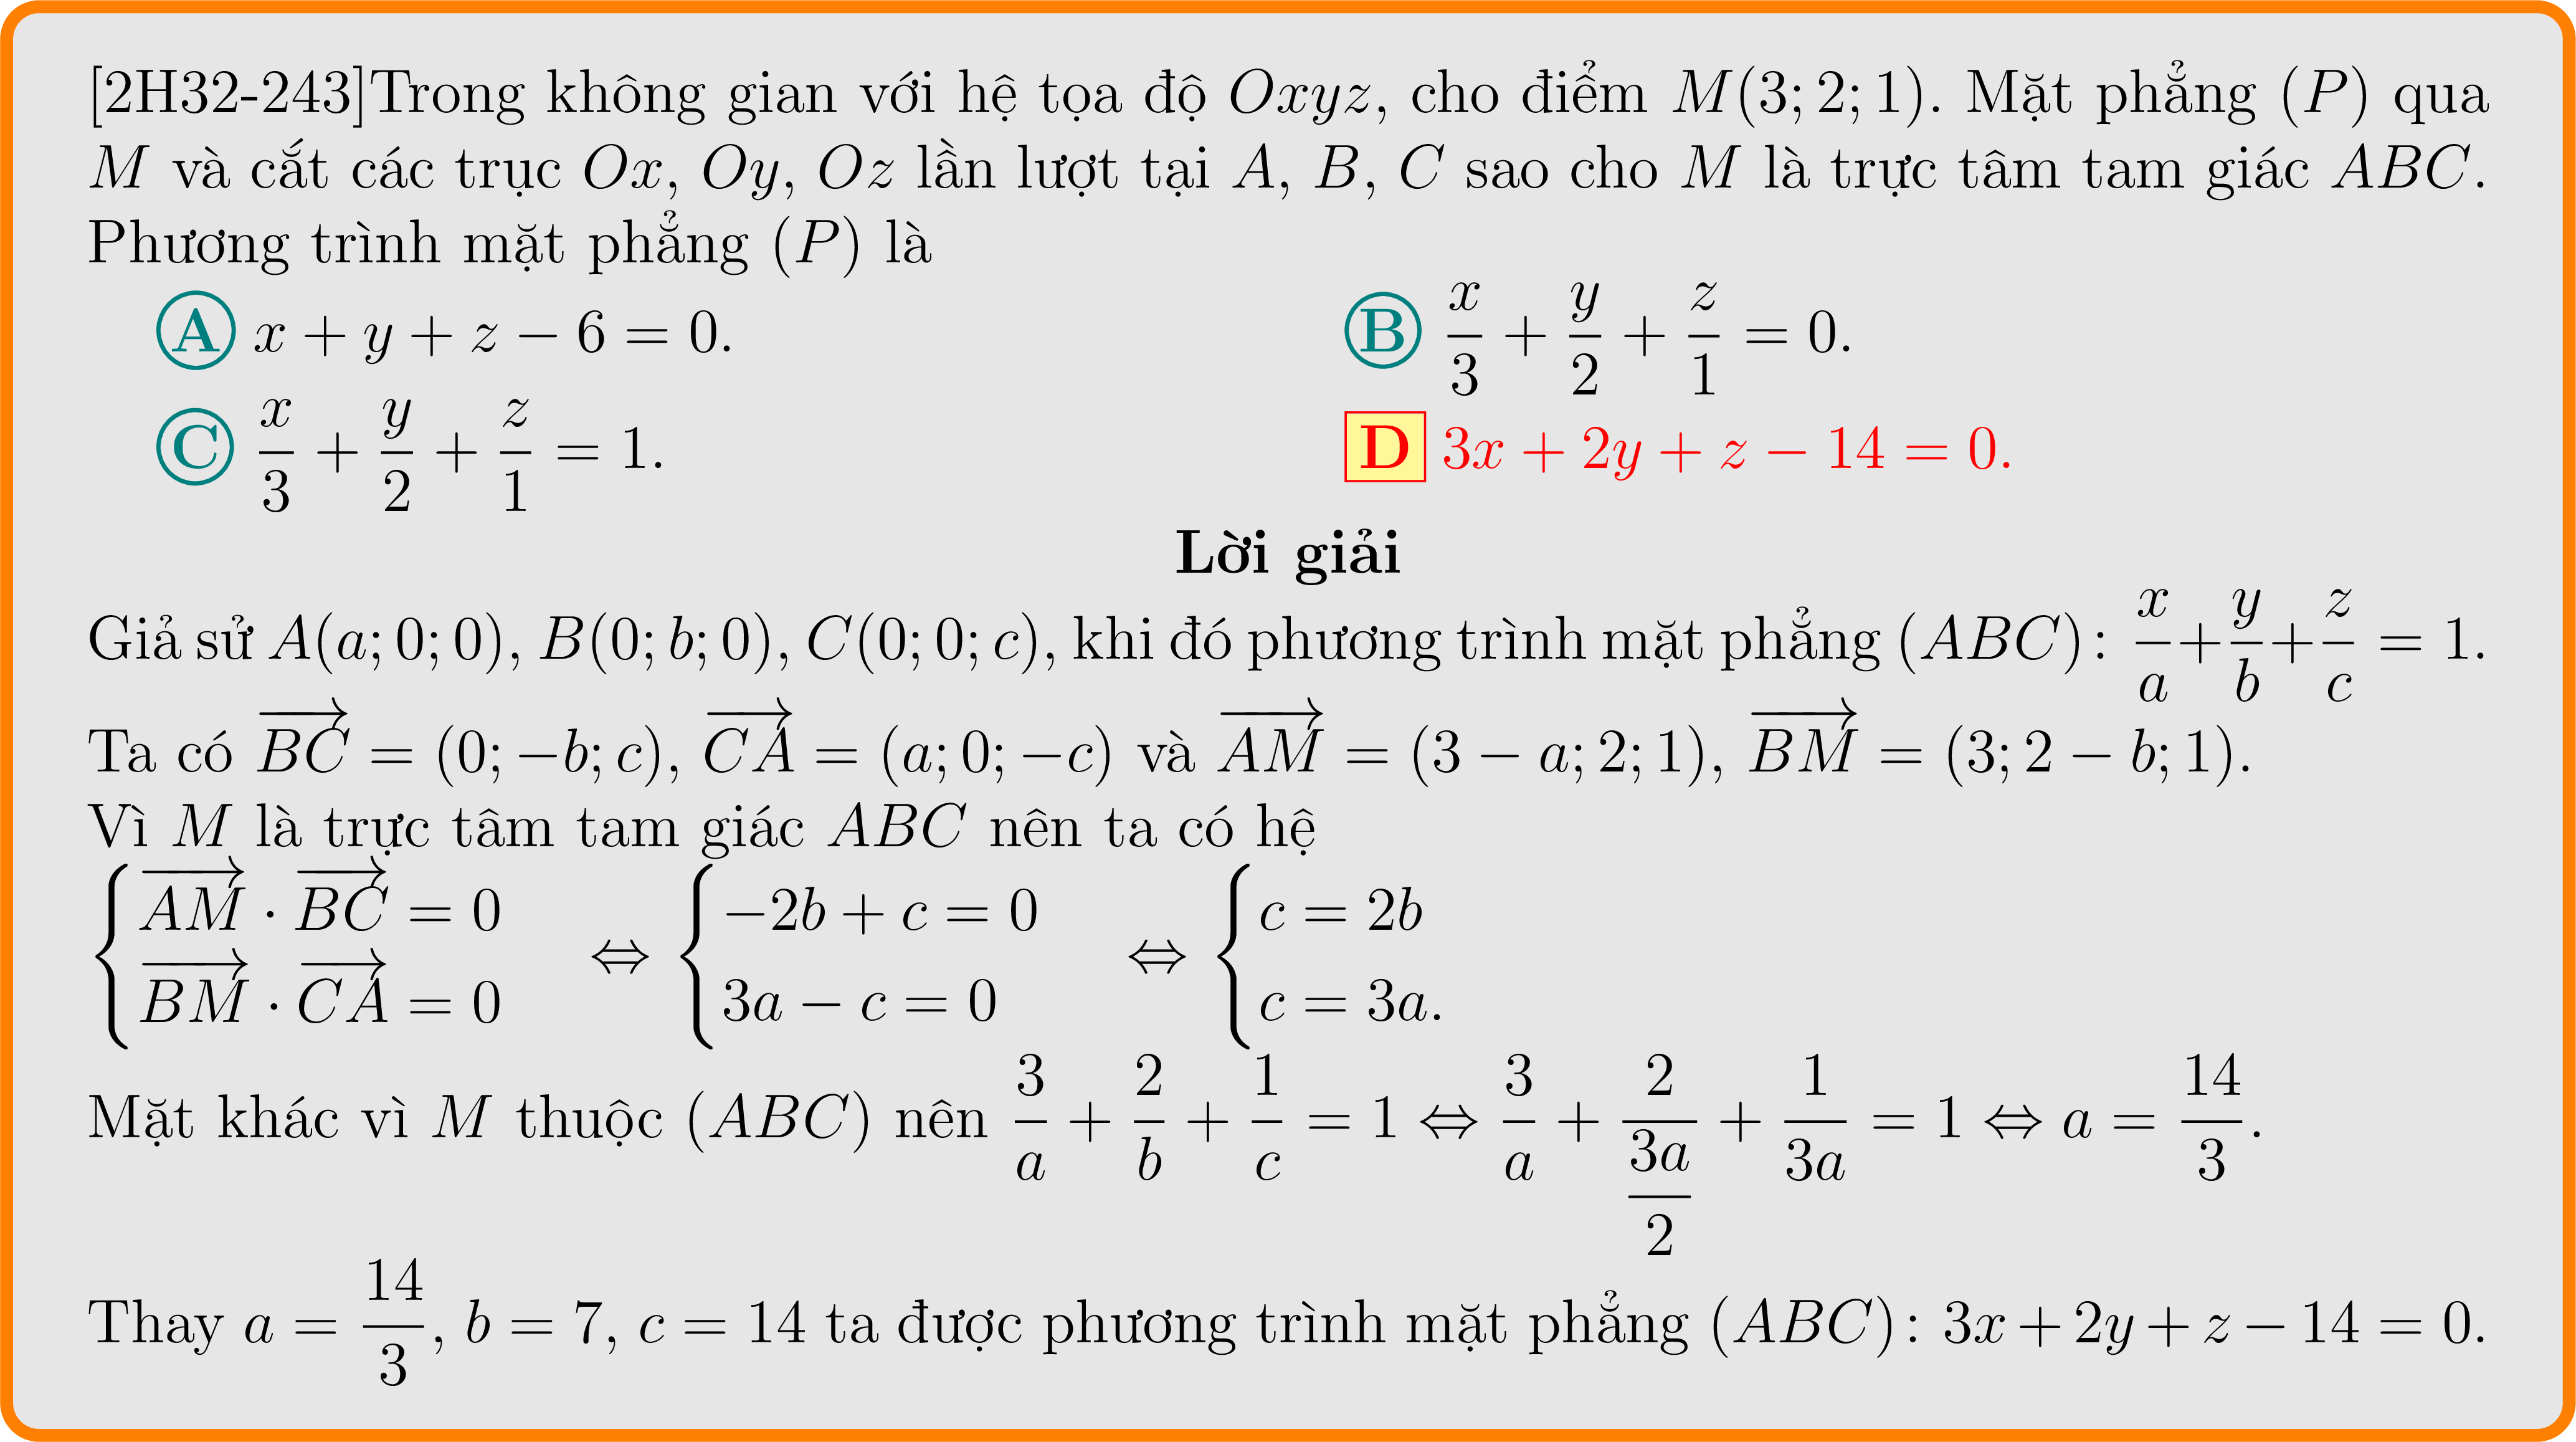 [2H32-243]Trong không gian với hệ tọa độ Oxyz, cho điểm M(3; 2; 1). Mặt phẳng (P) qua
M và cắt các trục Ox, Oy, Oz lần lượt tại A, B, C sao cho M là trực tâm tam giác ABC.
Phương trình mặt phẳng (P) là
A x + y + z − 6 = 0.
B \frac{x}{3} + \frac{y}{2} + \frac{z}{1} = 0.
C \frac{x}{3} + \frac{y}{2} + \frac{z}{1} = 1.
D 3x + 2y + z − 14 = 0.
Lời giải
Giả sử A(a; 0; 0), B(0; b; 0), C(0; 0; c), khi đó phương trình mặt phẳng (ABC): \frac{x}{a} + \frac{y}{b} + \frac{z}{c} = 1.
Ta có \overrightarrow{BC} = (0; −b; c), \overrightarrow{CA} = (a; 0; −c) và \overrightarrow{AM} = (3 − a; 2; 1), \overrightarrow{BM} = (3; 2 − b; 1).
Vì M là trực tâm tam giác ABC nên ta có hệ
\begin{cases} \overrightarrow{AM} · \overrightarrow{BC} = 0 \\ \overrightarrow{BM} · \overrightarrow{CA} = 0 \end{cases} ⇔ \begin{cases} −2b + c = 0 \\ 3a − c = 0 \end{cases} ⇔ \begin{cases} c = 2b \\ c = 3a. \end{cases}
Mặt khác vì M thuộc (ABC) nên \frac{3}{a} + \frac{2}{b} + \frac{1}{c} = 1 ⇔ \frac{3}{a} + \frac{2}{\frac{3a}{2}} + \frac{1}{3a} = 1 ⇔ a = \frac{14}{3}.
Thay a = \frac{14}{3}, b = 7, c = 14 ta được phương trình mặt phẳng (ABC): 3x + 2y + z − 14 = 0.